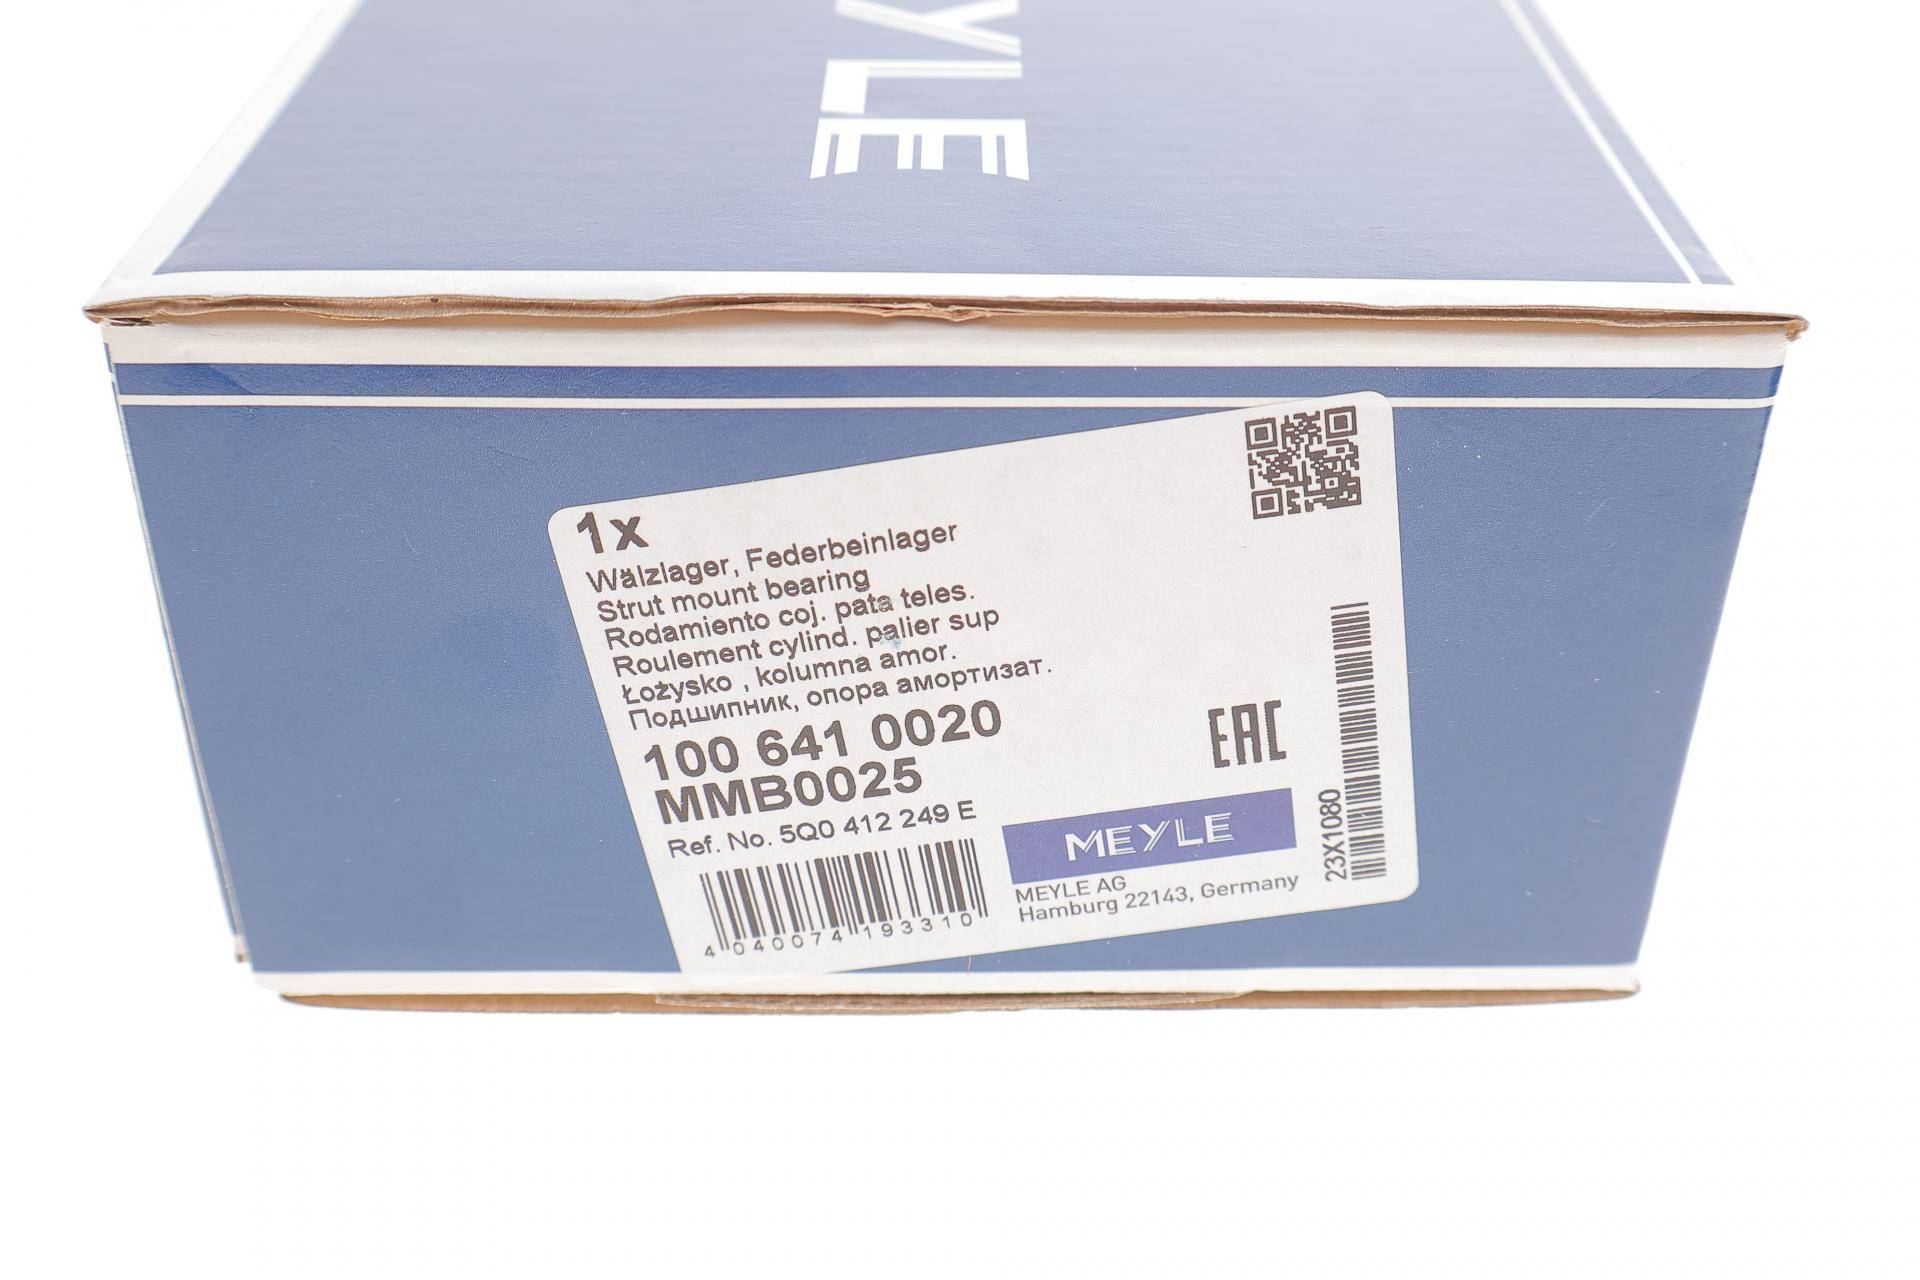 YLE
1x
Wälzlager, Federbeinlager
Strut mount bearing
Rodamiento coj. pata teles.
Roulement cylind. palier sup
Łożysko , kolumna amor.
Подшипник, опора амортизат.
100 641 0020
MMB0025
Ref. No. 5Q0 412 249 E
4 040074 193310
EAC
MEYLE
MEYLE AG
Hamburg 22143, Germany
23X1080